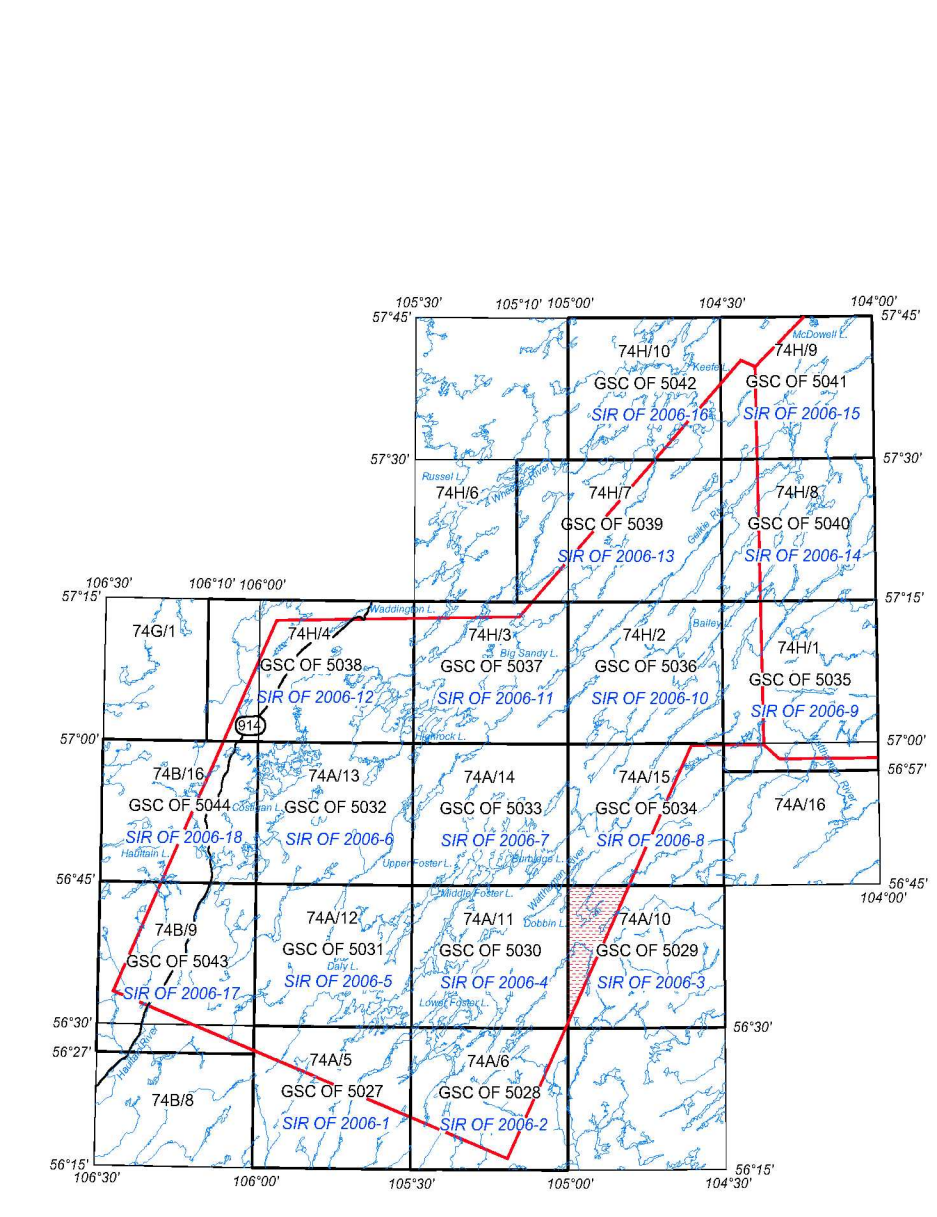 105°30'
105°10'
105°00'
104°30'
104°00'
57°45'
57°45'
McDowell L.
74H/10
74H/9
Keefe L.
GSC OF 5042
GSC OF 5041
SIR OF 2006-16
SIR OF 2006-15
57°30'
57°30'
Russel L.
Wheeler River
74H/6
74H/7
74H/8
Geikie River
GSC OF 5039
GSC OF 5040
SIR OF 2006-13
SIR OF 2006-14
106°30'
106°10'
106°00'
57°15'
57°15'
Waddington L.
Bailey L.
74G/1
74H/4
74H/3
74H/2
74H/1
Big Sandy L.
GSC OF 5038
GSC OF 5037
GSC OF 5036
GSC OF 5035
SIR OF 2006-12
SIR OF 2006-11
SIR OF 2006-10
SIR OF 2006-9
914
Highrock L.
57°00'
57°00'
Wathaman River
56°57'
74B/16
74A/13
74A/14
74A/15
74A/16
GSC OF 5044
Costigan L.
GSC OF 5032
GSC OF 5033
GSC OF 5034
SIR OF 2006-18
SIR OF 2006-6
SIR OF 2006-7
SIR OF 2006-8
Haultain L.
Upper Foster L.
Burbidge L.
56°45'
56°45'
104°00'
Middle Foster L.
Wathaman River
Dobbin L.
74B/9
74A/12
74A/11
74A/10
GSC OF 5043
GSC OF 5031
GSC OF 5030
GSC OF 5029
Daly L.
SIR OF 2006-17
SIR OF 2006-5
SIR OF 2006-4
SIR OF 2006-3
Lower Foster L.
56°30'
56°30'
Haultain River
56°27'
74A/5
74A/6
74B/8
GSC OF 5027
GSC OF 5028
SIR OF 2006-1
SIR OF 2006-2
56°15'
56°15'
106°30'
106°00'
105°30'
105°00'
104°30'